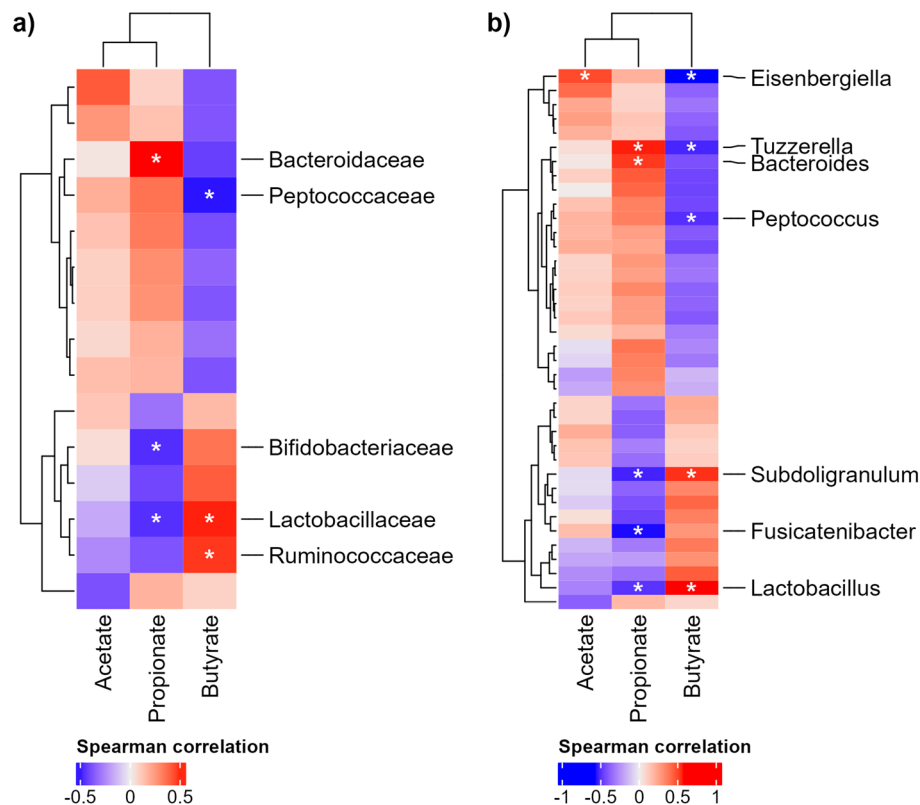 a)
Bacteroidaceae
Peptococcaceae
Bifidobacteriaceae
Lactobacillaceae
Ruminococcaceae
Acetate
Propionate
Butyrate
Spearman correlation
-0.5 0 0.5
b)
Eisenbergiella
Tuzzerella
Bacteroides
Peptococcus
Subdoligranulum
Fusicatenibacter
Lactobacillus
Acetate
Propionate
Butyrate
Spearman correlation
-1 -0.5 0 0.5 1